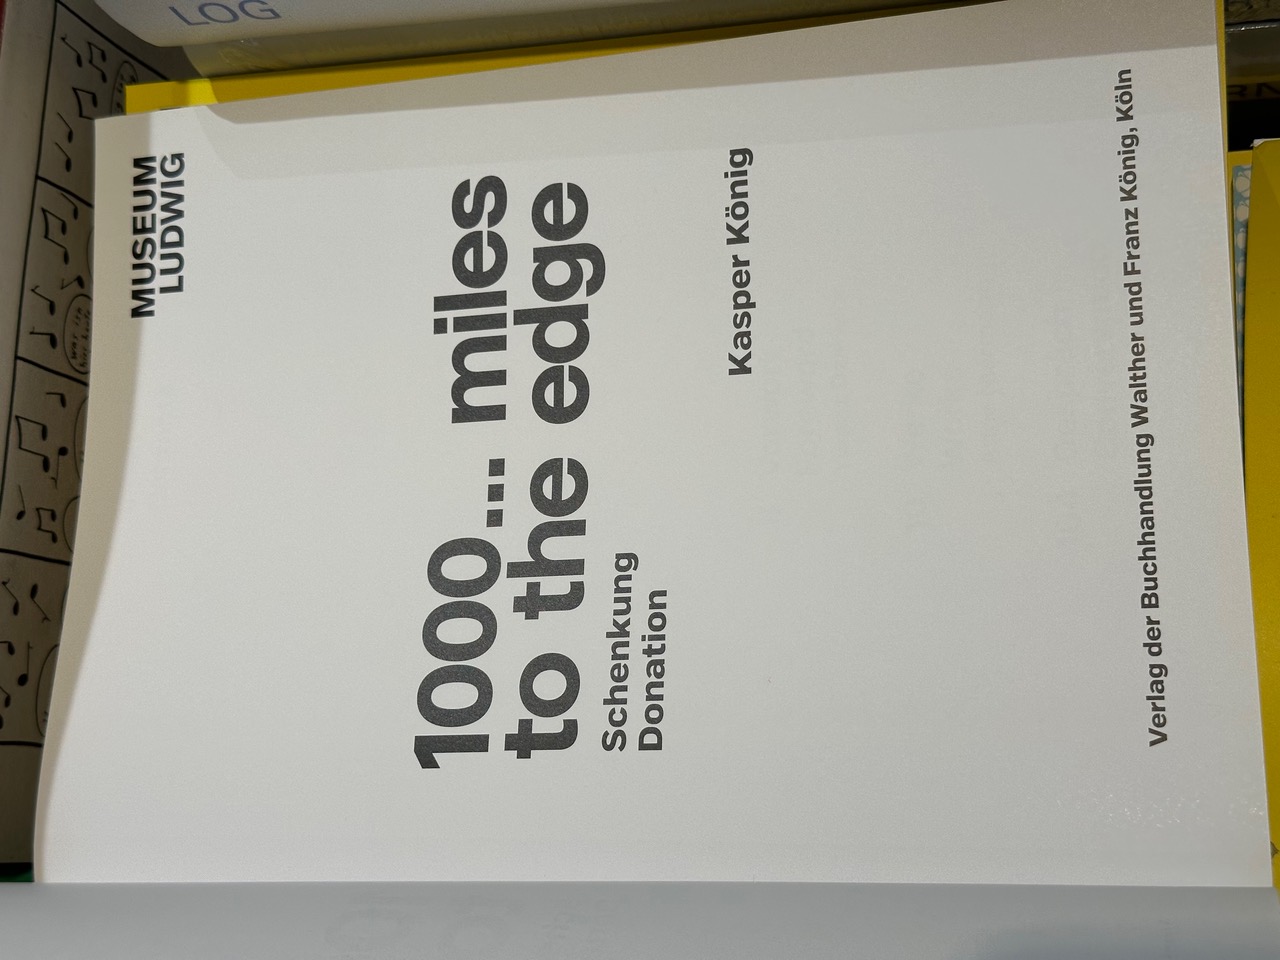 MUSEUM
LUDWIG
1000... miles
to the edge
Schenkung
Donation
Kasper König
Verlag der Buchhandlung Walther und Franz König, Köln
LOG